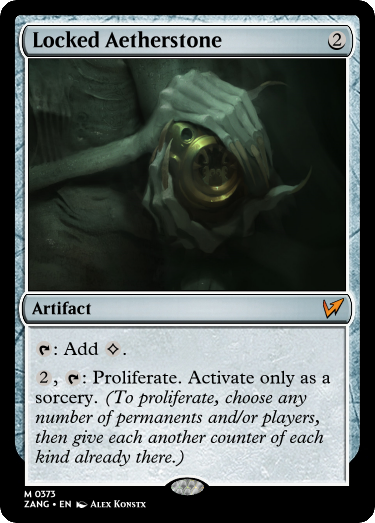 Locked Aetherstone 2
Artifact
: Add .
2, : Proliferate. Activate only as a
sorcery. (To proliferate, choose any
number of permanents and/or players,
then give each another counter of each
kind already there.)
M 0373
ZANG • EN Alex Konstx